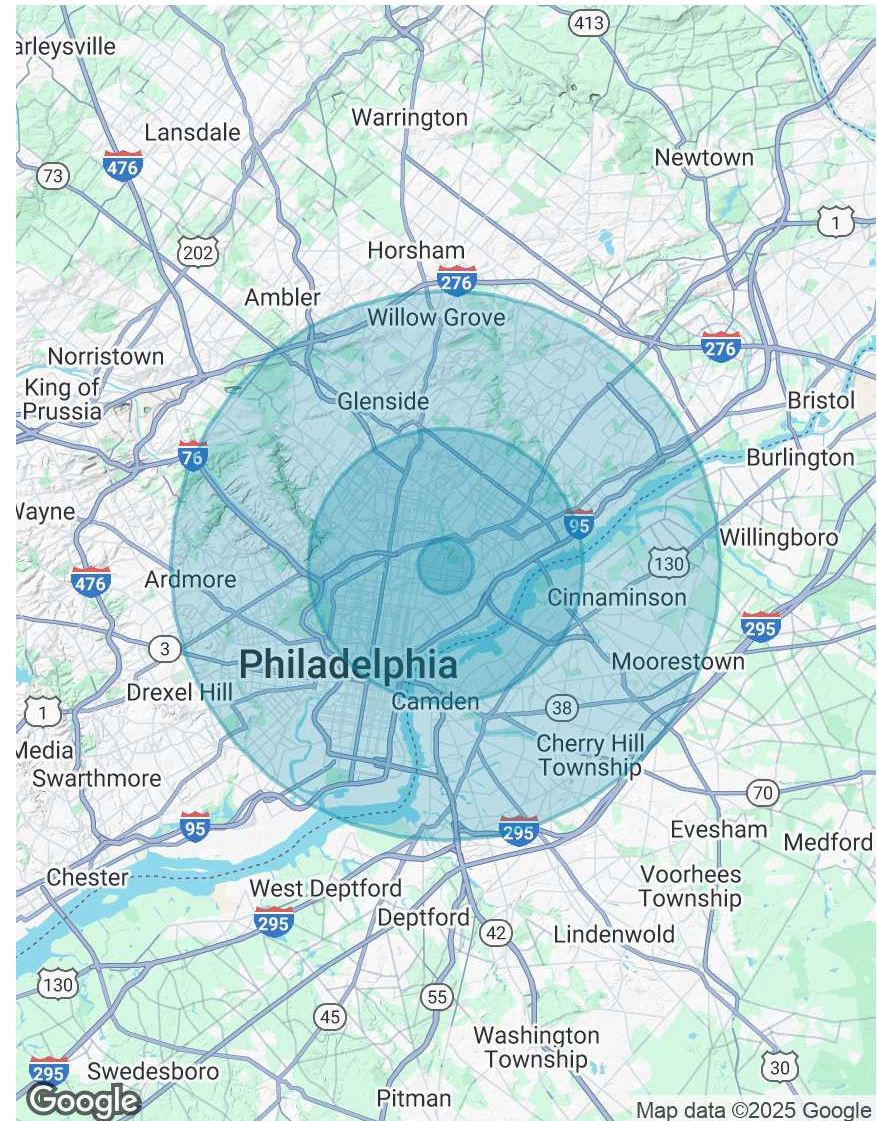 413
arleysville
Warrington
Lansdale
Newtown
476
73
1
202
Horsham
276
Ambler
Willow Grove
276
Norristown
King of
Prussia
Glenside
Bristol
76
Burlington
Wayne
95
Willingboro
130
476
Ardmore
Cinnaminson
295
3
Philadelphia
Moorestown
Drexel Hill
Camden
38
1
Cherry Hill
Township
Media
Swarthmore
70
95
295
Evesham
Medford
Chester
West Deptford
Voorhees
Township
295
Deptford
42
Lindenwold
130
55
45
Washington
Township
295
Swedesboro
30
Google
Pitman
Map data ©2025 Google